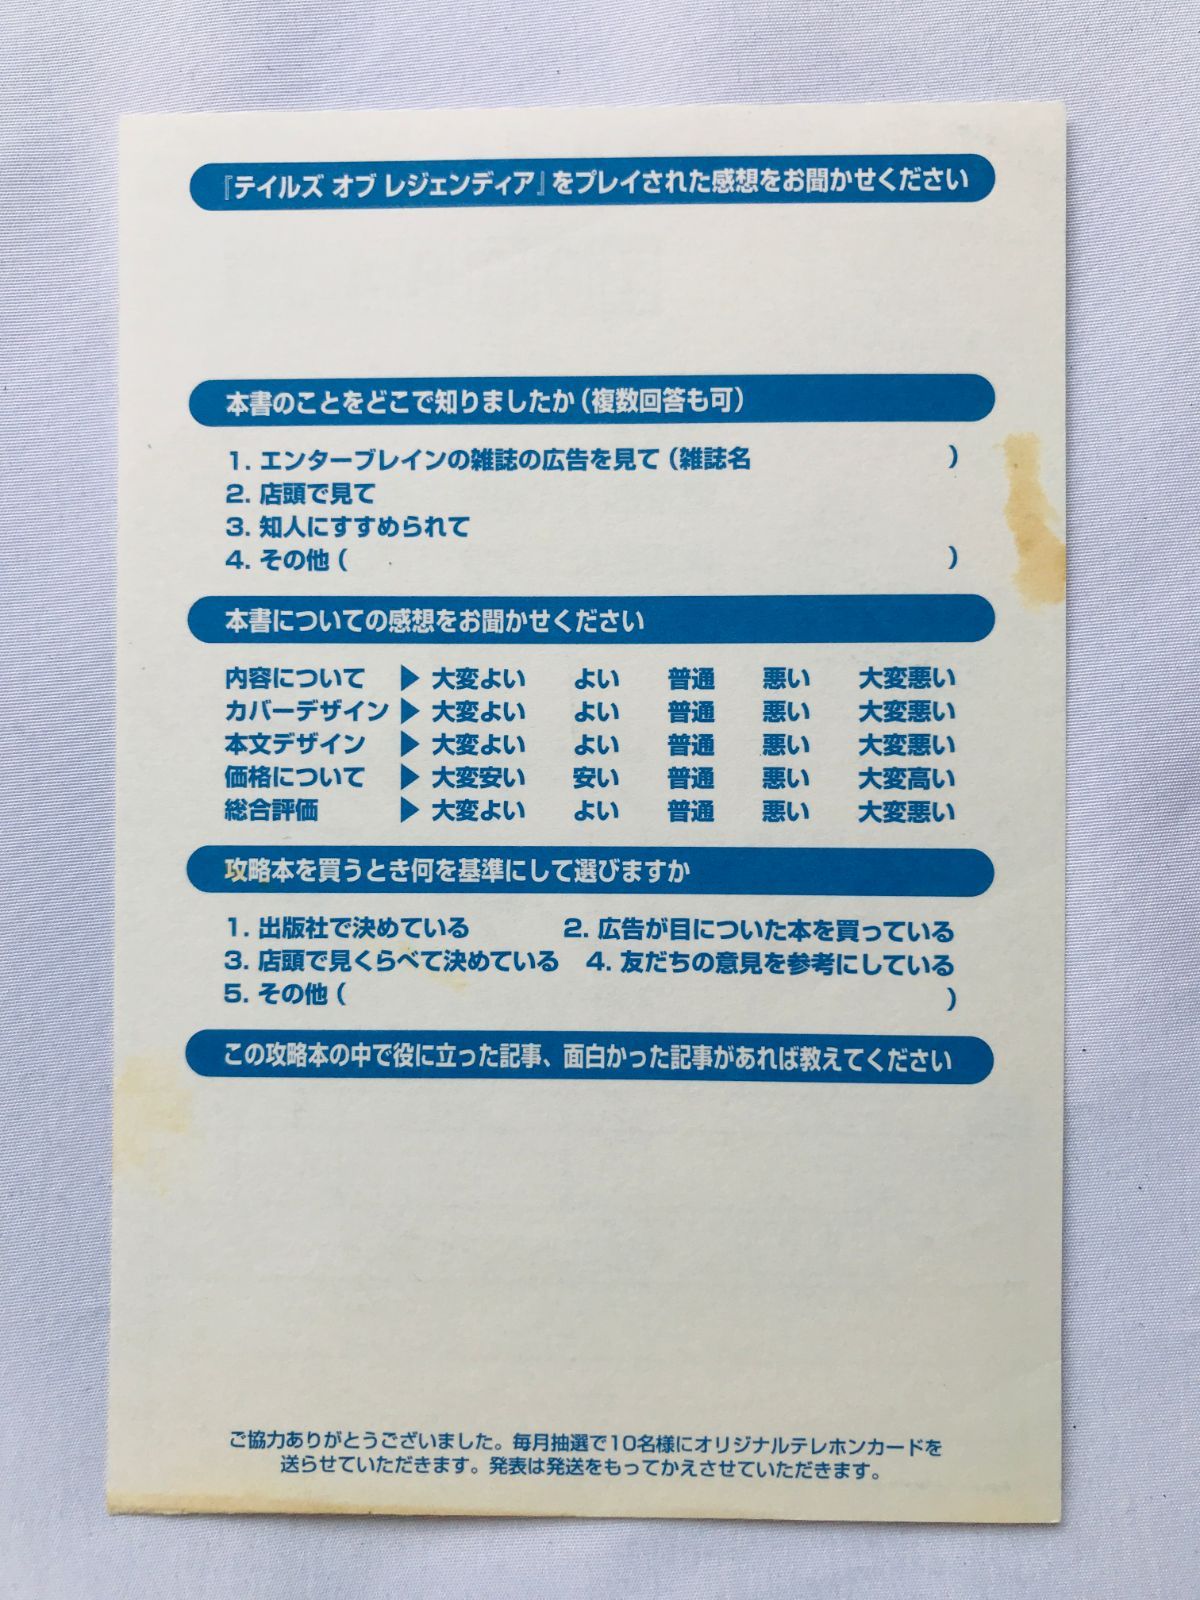 『テイルズ オブ レジェンディア』をプレイされた感想をお聞かせください
本書のことをどこで知りましたか（複数回答も可）
1. エンターブレインの雑誌の広告を見て（雑誌名　　　　　　）
2. 店頭で見て
3. 知人にすすめられて
4. その他（　　　　　　）
本書についての感想をお聞かせください
内容について ▶ 大変よい よい 普通 悪い 大変悪い
カバーデザイン ▶ 大変よい よい 普通 悪い 大変悪い
本文デザイン ▶ 大変よい よい 普通 悪い 大変悪い
価格について ▶ 大変安い 安い 普通 悪い 大変高い
総合評価 ▶ 大変よい よい 普通 悪い 大変悪い
攻略本を買うとき何を基準にして選びますか
1. 出版社で決めている 2. 広告が目についた本を買っている
3. 店頭で見くらべて決めている 4. 友だちの意見を参考にしている
5. その他（　　　　　　）
この攻略本の中で役に立った記事、面白かった記事があれば教えてください
ご協力ありがとうございました。毎月抽選で10名様にオリジナルテレホンカードを
送らせていただきます。発表は発送をもってかえさせていただきます。